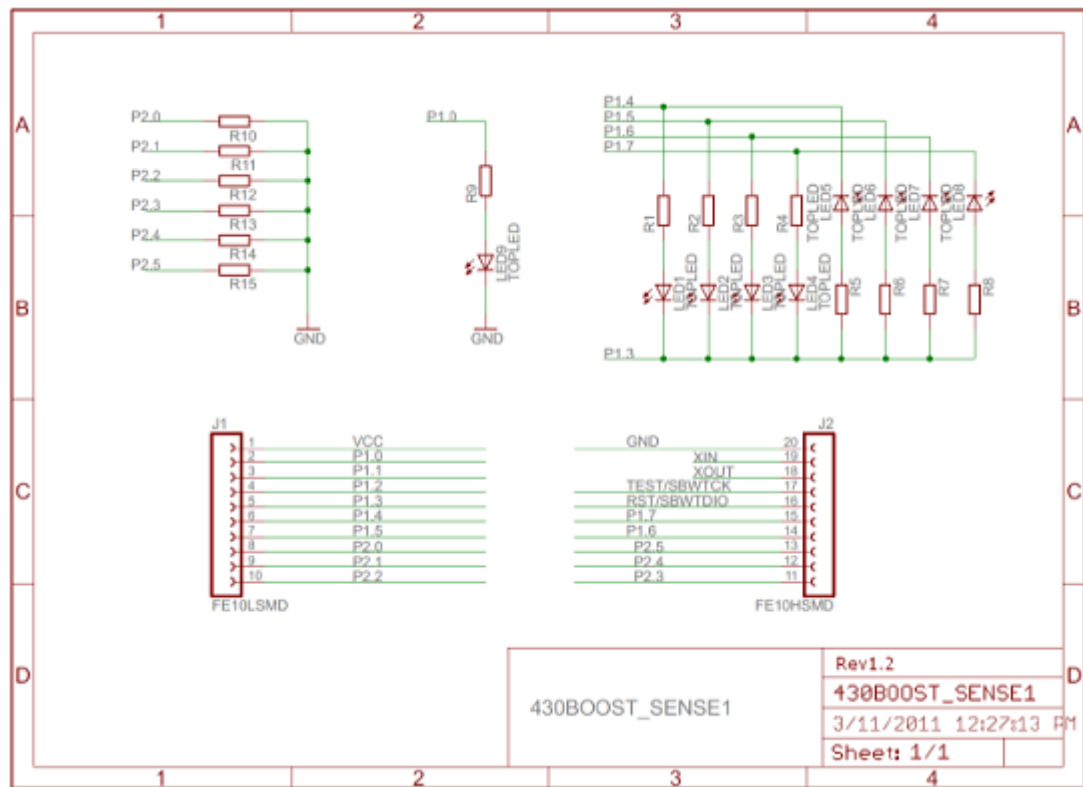 1 2 3 4
A A
B B
C C
D D
1 2 3 4
P2.0
R10
P2.1
R11
P2.2
R12
P2.3
R13
P2.4
R14
P2.5
R15
GND
P1.0
R9
LED9
TOPLED
GND
P1.4
P1.5
P1.6
P1.7
R1
R2
R3
R4
TOPLED
LED5
TOPLED
LED6
TOPLED
LED7
TOPLED
LED8
LED1
TOPLED
LED2
TOPLED
LED3
TOPLED
LED4
TOPLED
R5
R6
R7
R8
P1.3
J1
1 VCC
2 P1.0
3 P1.1
4 P1.2
5 P1.3
6 P1.4
7 P1.5
8 P2.0
9 P2.1
10 P2.2
FE10LSMD
J2
GND 20
XIN 19
XOUT 18
TEST/SBWTCK 17
RST/SBWTDIO 16
P1.7 15
P1.6 14
P2.5 13
P2.4 12
P2.3 11
FE10HSMD
430BOOST_SENSE1
Rev1.2
430BOOST_SENSE1
3/11/2011 12:27:13 PM
Sheet: 1/1